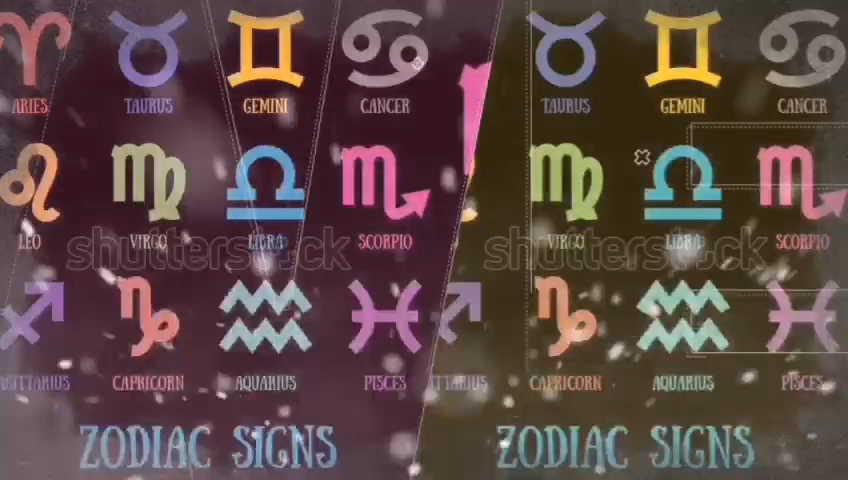 ARIES TAURUS GEMINI CANCER
LEO VIRGO LIBRA SCORPIO
CAPRICORN AQUARIUS PISCES
ZODIAC SIGNS
shutterstock
TAURUS GEMINI CANCER
VIRGO LIBRA SCORPIO
CAPRICORN AQUARIUS PISCES
ZODIAC SIGNS
shutterstock